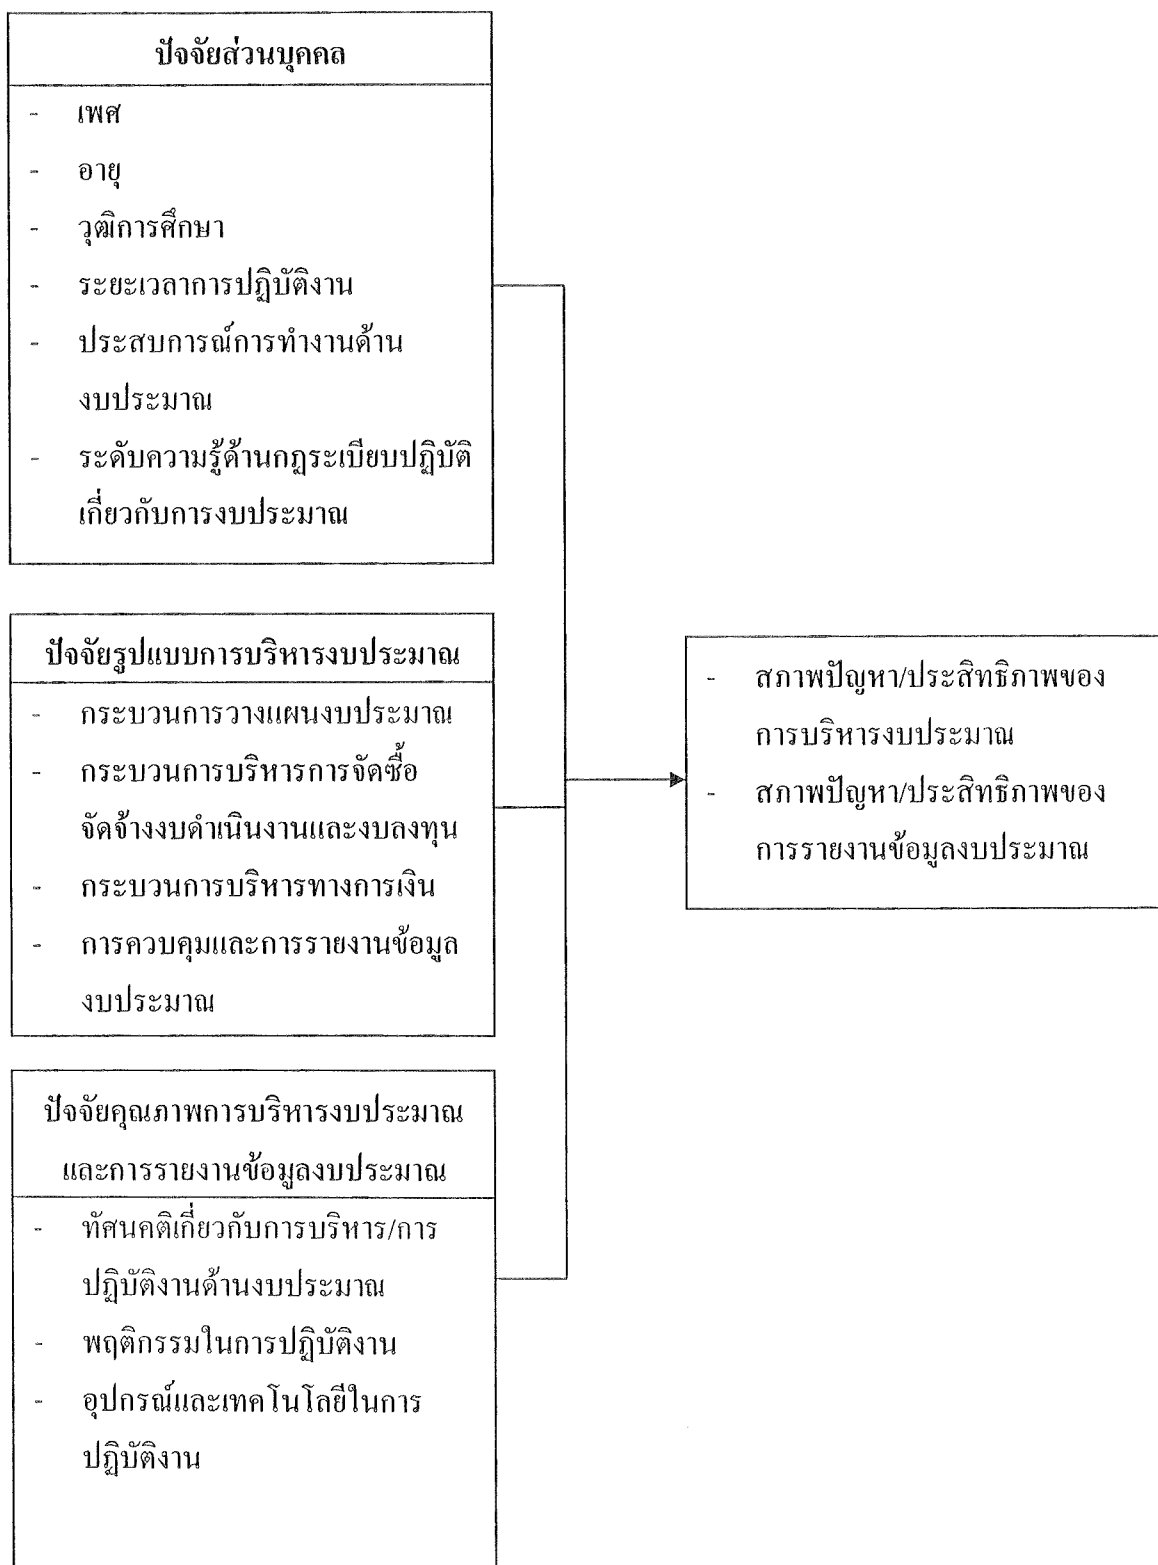 ปัจจัยส่วนบุคคล
- เพศ
- อายุ
- วุฒิการศึกษา
- ระยะเวลาการปฏิบัติงาน
- ประสบการณ์การทำงานด้าน
งบประมาณ
- ระดับความรู้ด้านกฎระเบียบปฏิบัติ
เกี่ยวกับการงบประมาณ
ปัจจัยรูปแบบการบริหารงบประมาณ
- กระบวนการวางแผนงบประมาณ
- กระบวนการบริหารการจัดซื้อ
จัดจ้างงบดำเนินงานและงบลงทุน
- กระบวนการบริหารทางการเงิน
- การควบคุมและการรายงานข้อมูล
งบประมาณ
ปัจจัยคุณภาพการบริหารงบประมาณ
และการรายงานข้อมูลงบประมาณ
- ทัศนคติเกี่ยวกับการบริหาร/การ
ปฏิบัติงานด้านงบประมาณ
- พฤติกรรมในการปฏิบัติงาน
- อุปกรณ์และเทคโนโลยีในการ
ปฏิบัติงาน
- สภาพปัญหา/ประสิทธิภาพของ
การบริหารงบประมาณ
- สภาพปัญหา/ประสิทธิภาพของ
การรายงานข้อมูลงบประมาณ